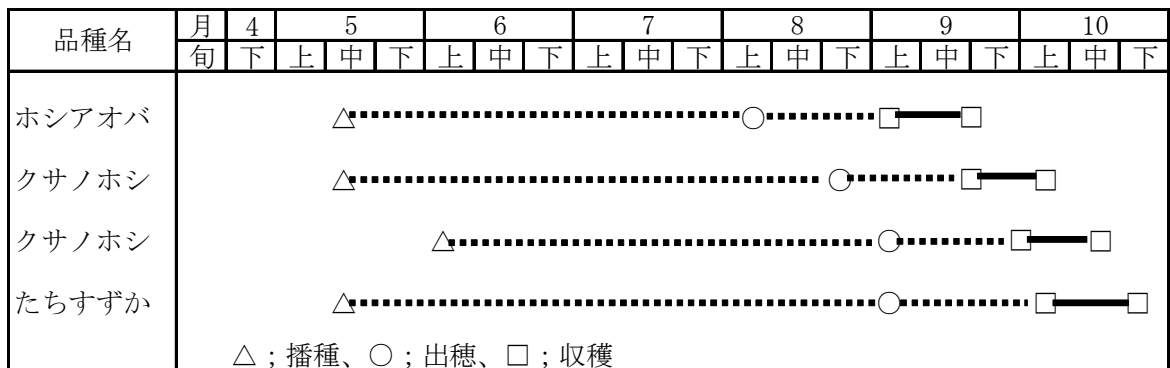 品種名 月 4 5 6 7 8 9 10
旬 下 上 中 下 上 中 下 上 中 下 上 中 下 上 中 下 上 中 下
ホシアオバ
クサノホシ
クサノホシ
たちすずか
△；播種、○；出穂、□；収穫